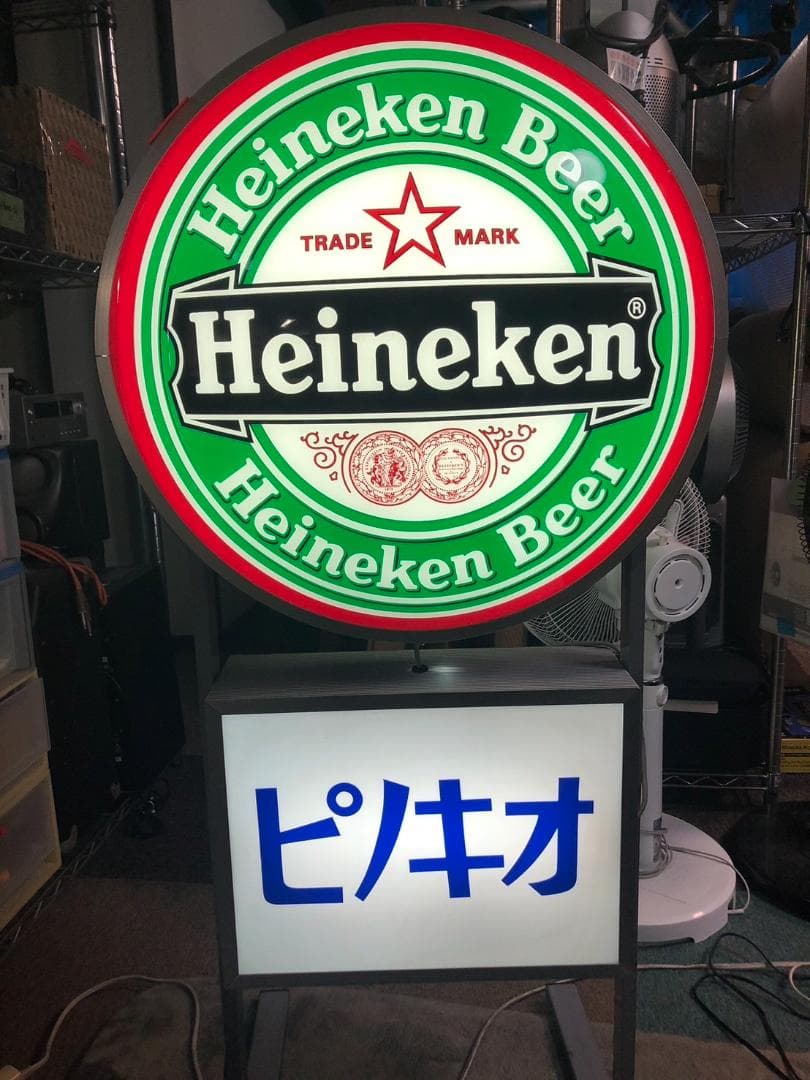 Heineken Beer
TRADE MARK
Heineken®
Heineken Beer
ピノキオ